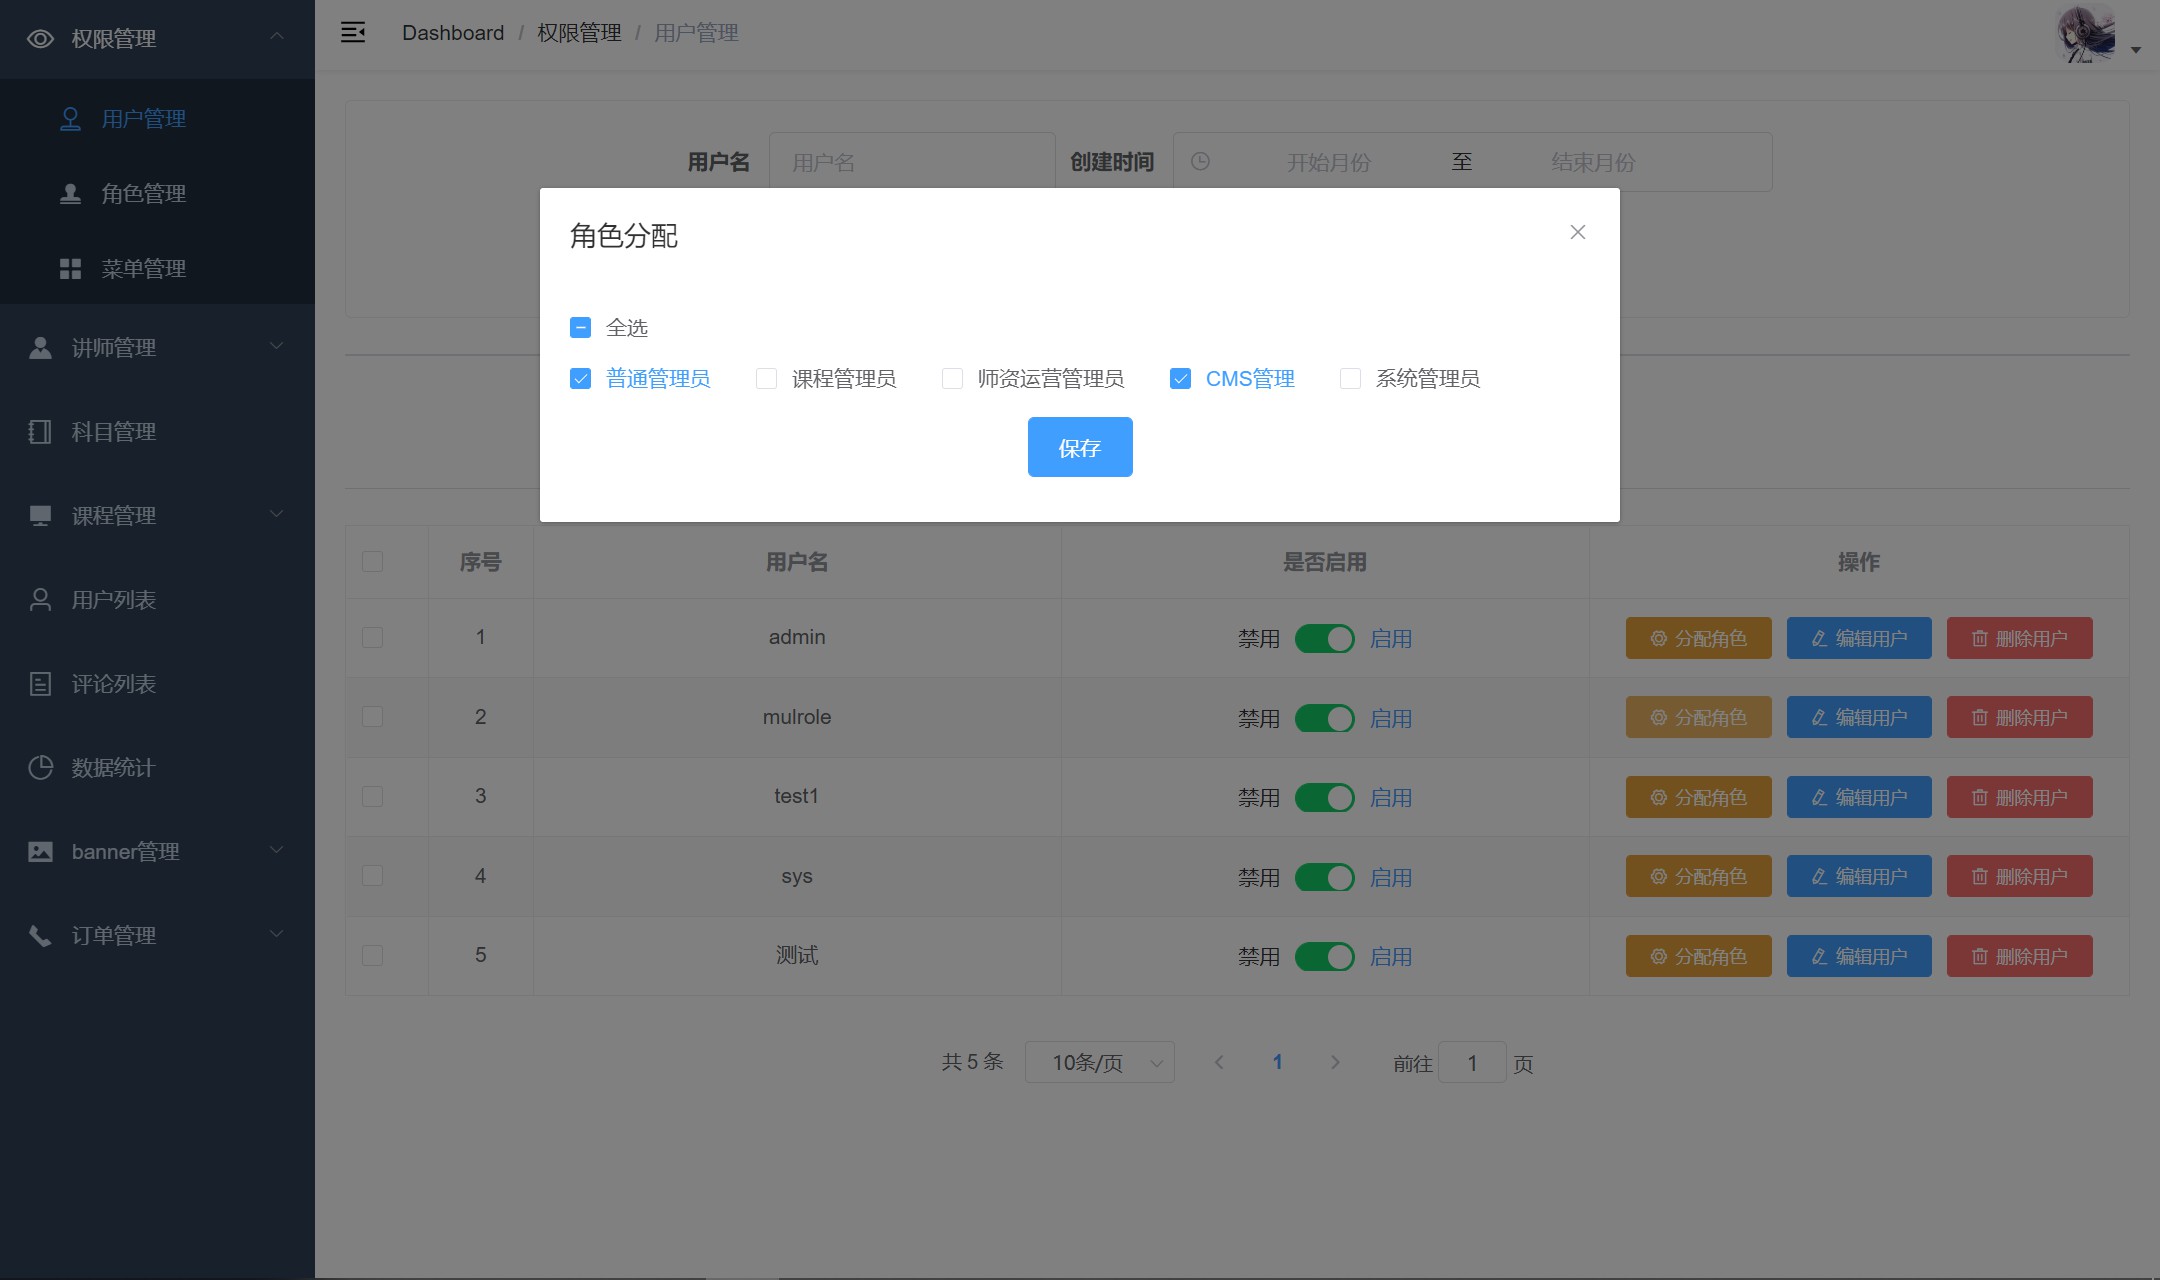 权限管理
用户管理
角色管理
菜单管理
讲师管理
科目管理
课程管理
用户列表
评论列表
数据统计
banner管理
订单管理
Dashboard / 权限管理 / 用户管理
用户名 用户名 创建时间 开始月份 至 结束月份
角色分配
全选
普通管理员 课程管理员 师资运营管理员 CMS管理 系统管理员
保存
序号 用户名 是否启用 操作
1 admin 禁用 启用 分配角色 编辑用户 删除用户
2 mulrole 禁用 启用 分配角色 编辑用户 删除用户
3 test1 禁用 启用 分配角色 编辑用户 删除用户
4 sys 禁用 启用 分配角色 编辑用户 删除用户
5 测试 禁用 启用 分配角色 编辑用户 删除用户
共 5 条 10条/页 1 前往 1 页